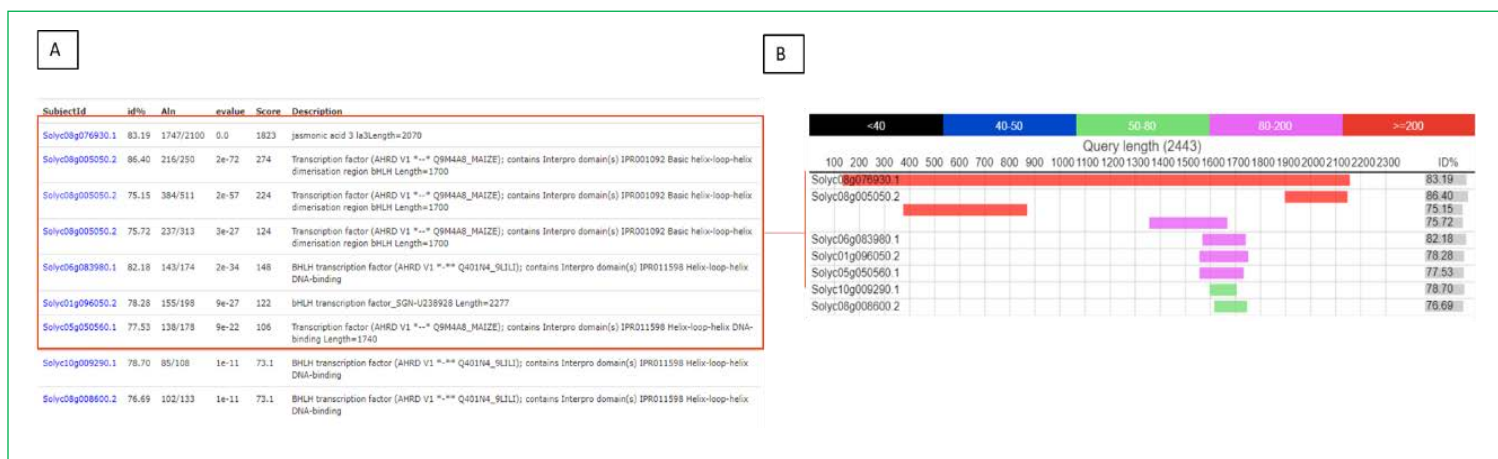 A
B
SubjectId id% Aln evalue Score Description
Solyc08g076930.1 83.19 1747/2100 0.0 1823 jasmonic acid 3 la3Length=2070
Solyc08g005050.2 86.40 216/250 2e-72 274 Transcription factor (AHRD V1 *--* Q9M4A8_MAIZE); contains Interpro domain(s) IPR001092 Basic helix-loop-helix
dimerisation region bHLH Length=1700
Solyc08g005050.2 75.15 384/511 2e-57 224 Transcription factor (AHRD V1 *--* Q9M4A8_MAIZE); contains Interpro domain(s) IPR001092 Basic helix-loop-helix
dimerisation region bHLH Length=1700
Solyc08g005050.2 75.72 237/313 3e-27 124 Transcription factor (AHRD V1 *--* Q9M4A8_MAIZE); contains Interpro domain(s) IPR001092 Basic helix-loop-helix
dimerisation region bHLH Length=1700
Solyc06g083980.1 82.18 143/174 2e-34 148 BHLH transcription factor (AHRD V1 *-** Q401N4_9LILI); contains Interpro domain(s) IPR011598 Helix-loop-helix
DNA-binding
Solyc01g096050.2 78.28 155/198 9e-27 122 bHLH transcription factor_SGN-U238928 Length=2277
Solyc05g050560.1 77.53 138/178 9e-22 106 Transcription factor (AHRD V1 *--* Q9M4A8_MAIZE); contains Interpro domain(s) IPR011598 Helix-loop-helix DNA-
binding Length=1740
Solyc10g009290.1 78.70 85/108 1e-11 73.1 BHLH transcription factor (AHRD V1 *-** Q401N4_9LILI); contains Interpro domain(s) IPR011598 Helix-loop-helix
DNA-binding
Solyc08g008600.2 76.69 102/133 1e-11 73.1 BHLH transcription factor (AHRD V1 *-** Q401N4_9LILI); contains Interpro domain(s) IPR011598 Helix-loop-helix
DNA-binding
<40 40-50 50-80 80-200 >=200
Query length (2443)
100 200 300 400 500 600 700 800 900 1000 1100 1200 1300 1400 1500 1600 1700 1800 1900 2000 2100 2200 2300 ID%
Solyc08g076930.1 83.19
Solyc08g005050.2 86.40
75.15
75.72
Solyc06g083980.1 82.18
Solyc01g096050.2 78.28
Solyc05g050560.1 77.53
Solyc10g009290.1 78.70
Solyc08g008600.2 76.69